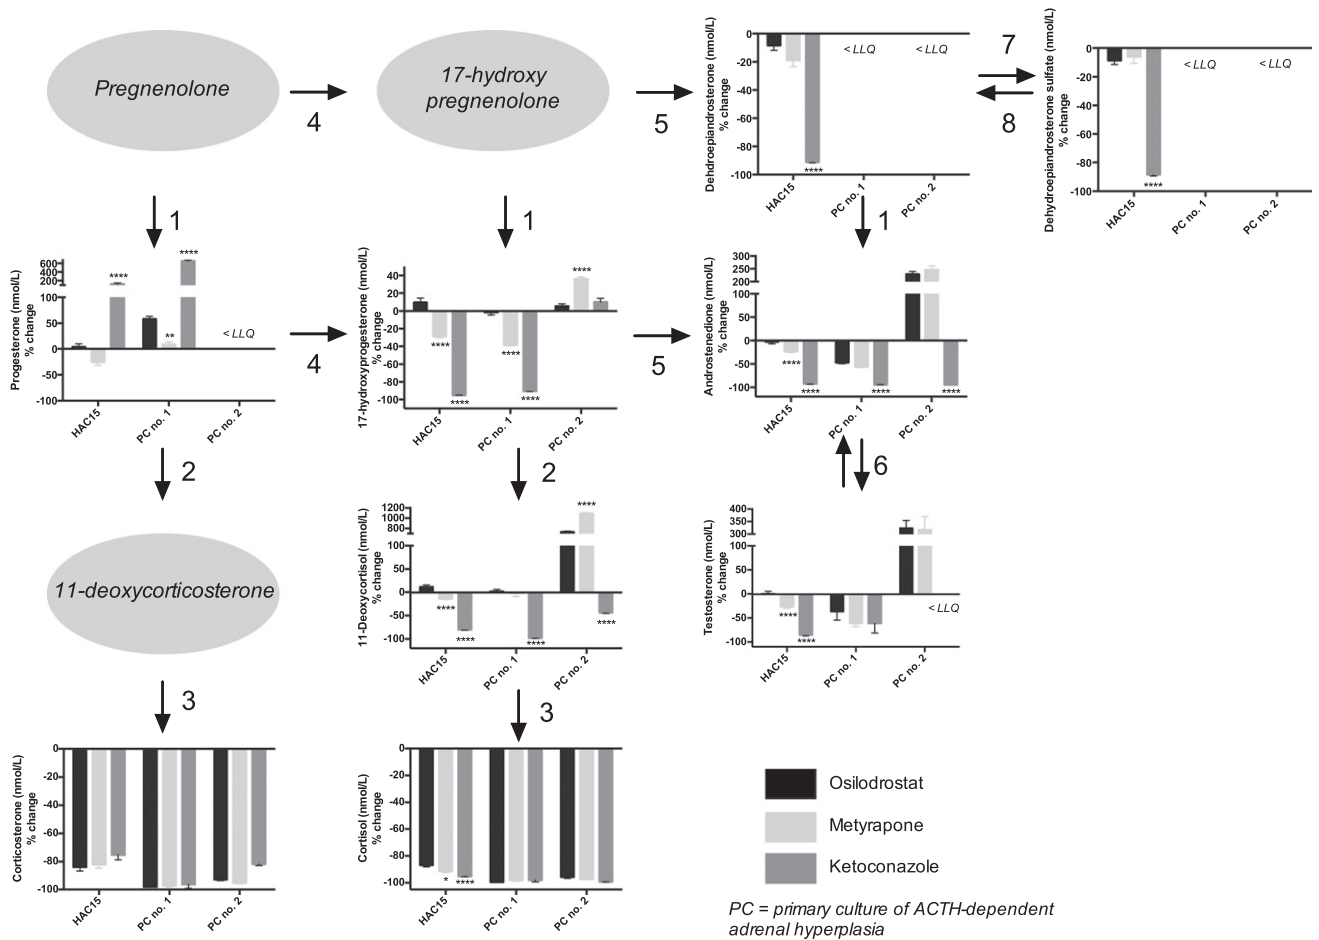 Pregnenolone
4
17-hydroxy
pregnenolone
5
Dehdroepiandrosterone (nmol/L)
% change
0
-20
-40
-60
-80
-100
< LLQ
< LLQ
****
HAC15
PC no. 1
PC no. 2
7
8
Dehydroepiandrosterone sulfate (nmol/L)
% change
0
-20
-40
-60
-80
-100
< LLQ
< LLQ
****
HAC15
PC no. 1
PC no. 2
1
1
1
Progesterone (nmol/L)
% change
600
400
200
100
50
0
-50
-100
****
**
****
< LLQ
HAC15
PC no. 1
PC no. 2
4
17-hydroxyprogesterone (nmol/L)
% change
40
20
0
-20
-40
-60
-80
-100
****
****
****
****
****
HAC15
PC no. 1
PC no. 2
5
Androstenedione (nmol/L)
% change
300
250
200
100
50
0
50
100
****
****
****
****
HAC15
PC no. 1
PC no. 2
2
2
6
11-deoxycorticosterone
11-Deoxycortisol (nmol/L)
% change
1200
1000
800
100
50
0
-50
-100
****
****
****
****
****
HAC15
PC no. 1
PC no. 2
Testosterone (nmol/L)
% change
400
350
300
100
50
0
-50
-100
****
****
< LLQ
HAC15
PC no. 1
PC no. 2
3
3
Corticosterone (nmol/L)
% change
0
-20
-40
-60
-80
-100
HAC15
PC no. 1
PC no. 2
Cortisol (nmol/L)
% change
0
-20
-40
-60
-80
-100
*
****
HAC15
PC no. 1
PC no. 2
Osilodrostat
Metyrapone
Ketoconazole
PC = primary culture of ACTH-dependent
adrenal hyperplasia